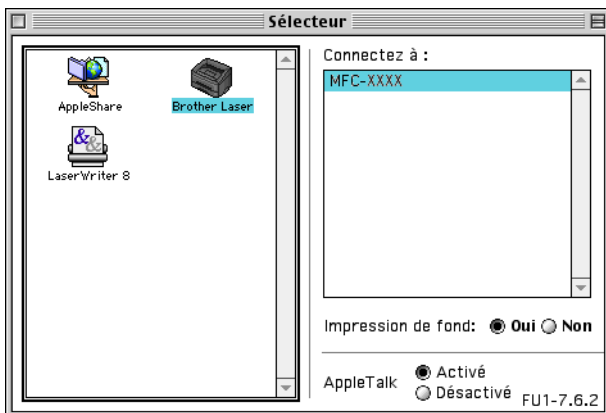 Sélecteur
AppleShare
Brother Laser
LaserWriter 8
Connectez à :
MFC-XXXX
Impression de fond: Oui Non
AppleTalk
Activé
Désactivé
FU1-7.6.2